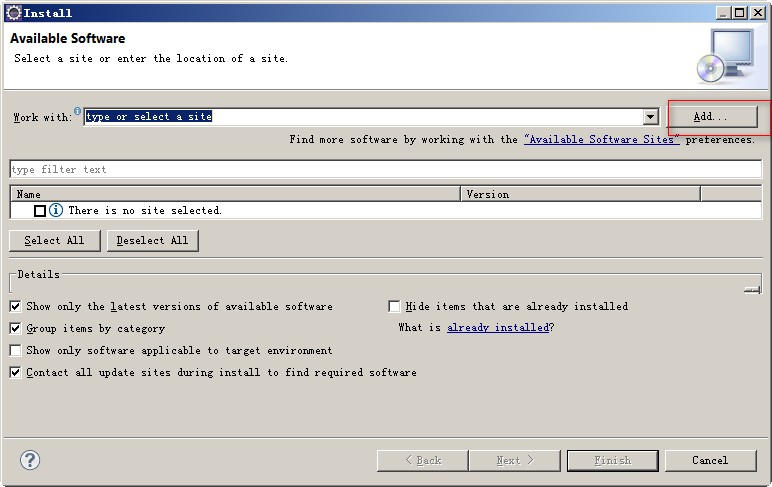 Install
Available Software
Select a site or enter the location of a site.
Work with: type or select a site Add...
Find more software by working with the "Available Software Sites" preferences.
type filter text
Name Version
There is no site selected.
Select All Deselect All
Details
Show only the latest versions of available software Hide items that are already installed
Group items by category What is already installed?
Show only software applicable to target environment
Contact all update sites during install to find required software
? < Back Next > Finish Cancel